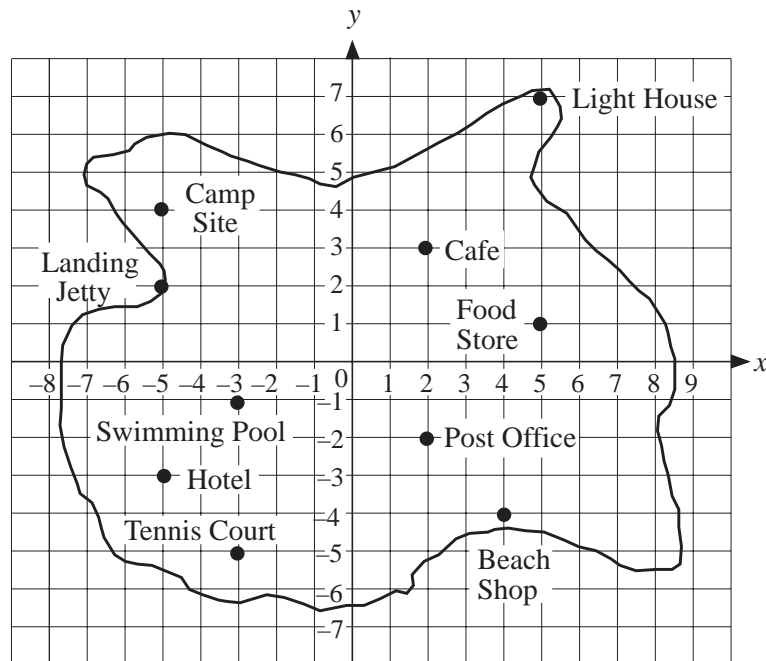 y
7
Light House
6
5
Camp
Site
4
3
Cafe
Landing
Jetty
2
Food
Store
1
–8 –7 –6 –5 –4 –3 –2 –1 0 1 2 3 4 5 6 7 8 9 x
–1
Swimming Pool
–2
Post Office
–3
Hotel
–4
Tennis Court
–5
Beach
Shop
–6
–7